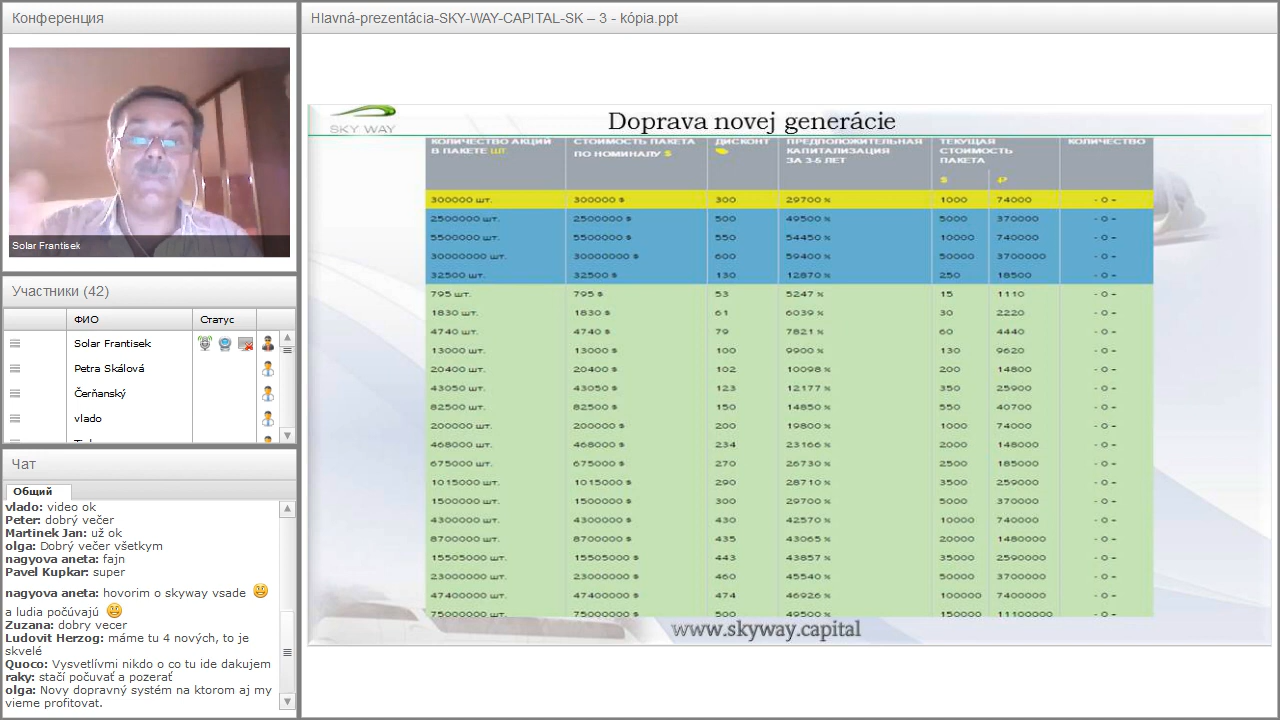 Конференция
Solar Frantisek
Участники (42)
ФИО Статус
Solar Frantisek
Petra Skálová
Čerňanský
vlado
Чат
Общий
vlado: video ok
Peter: dobrý večer
Martinek Jan: už ok
olga: Dobrý večer všetkym
nagyova aneta: fajn
Pavel Kupkar: super
nagyova aneta: hovorim o skyway vsade
a ludia počúvajú
Zuzana: dobry vecer
Ludovit Herzog: máme tu 4 nových, to je
skvelé
Quoco: Vysvetlívmi nikdo o co tu ide dakujem
raky: stačí počuvať a pozerať
olga: Novy dopravný systém na ktorom aj my
vieme profitovat.
Hlavná-prezentácia-SKY-WAY-CAPITAL-SK – 3 - kópia.ppt
SKY WAY
Doprava novej generácie
КОЛИЧЕСТВО АКЦИЙ СТОИМОСТЬ ПАКЕТА ДИСКОНТ ПРЕДПОЛОЖИТЕЛЬНАЯ ТЕКУЩАЯ КОЛИЧЕСТВО
В ПАКЕТЕ ШТ ПО НОМИНАЛУ $ КАПИТАЛИЗАЦИЯ СТОИМОСТЬ
ЗА 3-5 ЛЕТ ПАКЕТА
$ ₽
300000 шт. 300000 $ 300 29700 % 1000 74000 - 0 +
2500000 шт. 2500000 $ 500 49500 % 5000 370000 - 0 +
5500000 шт. 5500000 $ 550 54450 % 10000 740000 - 0 +
30000000 шт. 30000000 $ 600 59400 % 50000 3700000 - 0 +
32500 шт. 32500 $ 130 12870 % 250 18500 - 0 +
795 шт. 795 $ 53 5247 % 15 1110 - 0 +
1830 шт. 1830 $ 61 6039 % 30 2220 - 0 +
4740 шт. 4740 $ 79 7821 % 60 4440 - 0 +
13000 шт. 13000 $ 100 9900 % 130 9620 - 0 +
20400 шт. 20400 $ 102 10098 % 200 14800 - 0 +
43050 шт. 43050 $ 123 12177 % 350 25900 - 0 +
82500 шт. 82500 $ 150 14850 % 550 40700 - 0 +
200000 шт. 200000 $ 200 19800 % 1000 74000 - 0 +
468000 шт. 468000 $ 234 23166 % 2000 148000 - 0 +
675000 шт. 675000 $ 270 26730 % 2500 185000 - 0 +
1015000 шт. 1015000 $ 290 28710 % 3500 259000 - 0 +
1500000 шт. 1500000 $ 300 29700 % 5000 370000 - 0 +
4300000 шт. 4300000 $ 430 42570 % 10000 740000 - 0 +
8700000 шт. 8700000 $ 435 43065 % 20000 1480000 - 0 +
15505000 шт. 15505000 $ 443 43857 % 35000 2590000 - 0 +
23000000 шт. 23000000 $ 460 45540 % 50000 3700000 - 0 +
47400000 шт. 47400000 $ 474 46926 % 100000 7400000 - 0 +
75000000 шт. 75000000 $ 500 49500 % 150000 11100000 - 0 +
www.skyway.capital